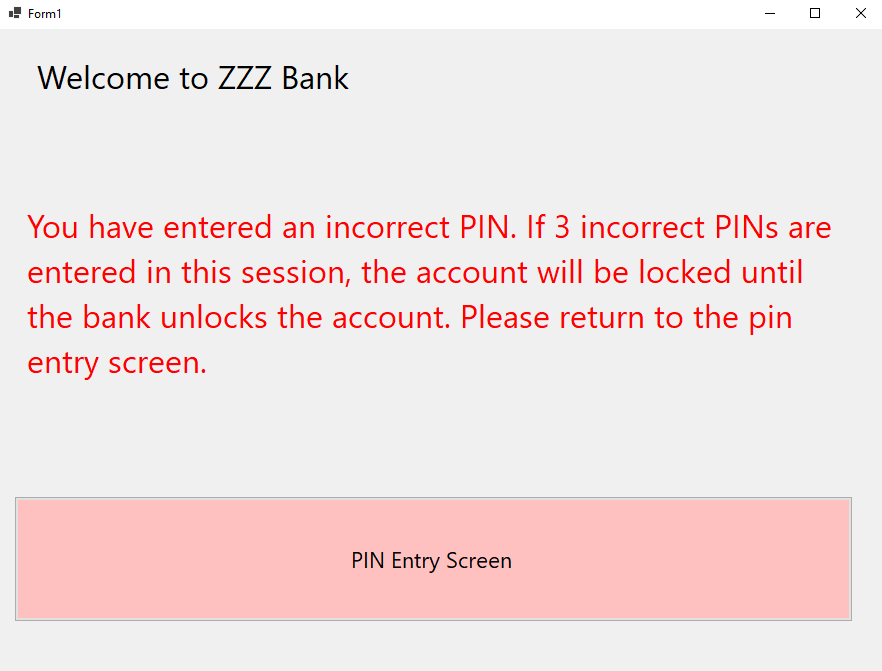 Form1
Welcome to ZZZ Bank
You have entered an incorrect PIN. If 3 incorrect PINs are
entered in this session, the account will be locked until
the bank unlocks the account. Please return to the pin
entry screen.
PIN Entry Screen